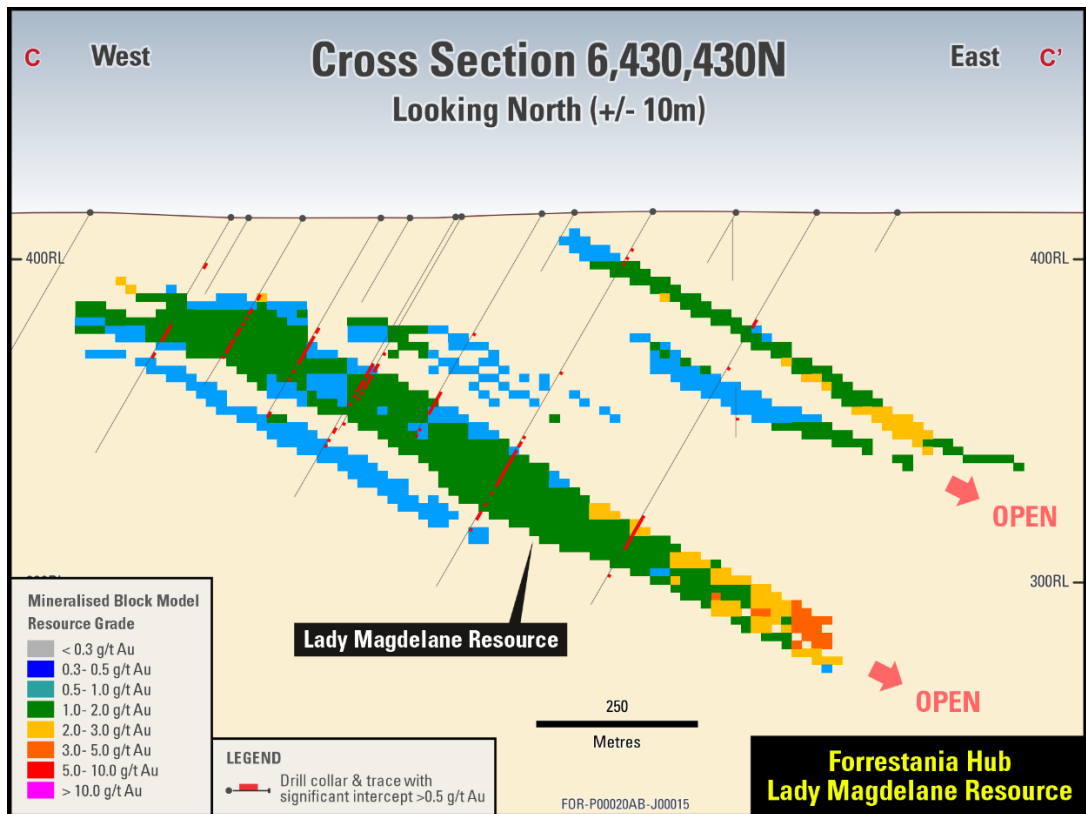 C West
Cross Section 6,430,430N
East C'
Looking North (+/- 10m)
400RL
400RL
300RL
OPEN
OPEN
Lady Magdelane Resource
250
Metres
Mineralised Block Model
Resource Grade
< 0.3 g/t Au
0.3- 0.5 g/t Au
0.5- 1.0 g/t Au
1.0- 2.0 g/t Au
2.0- 3.0 g/t Au
3.0- 5.0 g/t Au
5.0- 10.0 g/t Au
> 10.0 g/t Au
LEGEND
Drill collar & trace with
significant intercept >0.5 g/t Au
FOR-P00020AB-J00015
Forrestania Hub
Lady Magdelane Resource